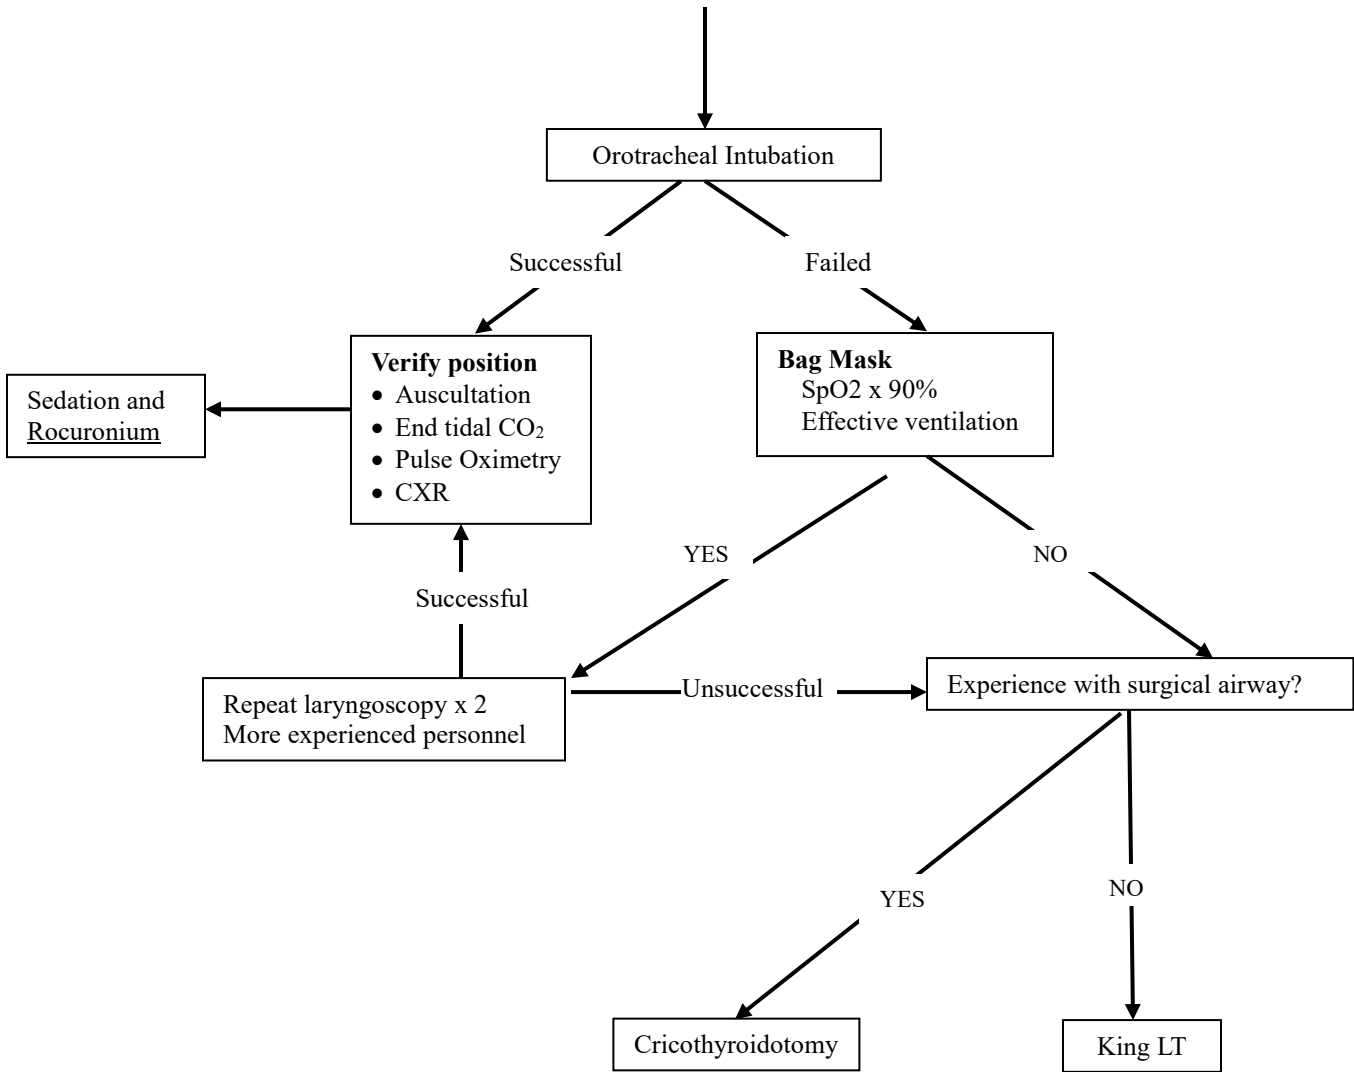 Orotracheal Intubation
Successful
Failed
Verify position
• Auscultation
• End tidal CO₂
• Pulse Oximetry
• CXR
Bag Mask
SpO2 x 90%
Effective ventilation
Sedation and
Rocuronium
YES
NO
Successful
Repeat laryngoscopy x 2
More experienced personnel
Unsuccessful
Experience with surgical airway?
YES
NO
Cricothyroidotomy
King LT